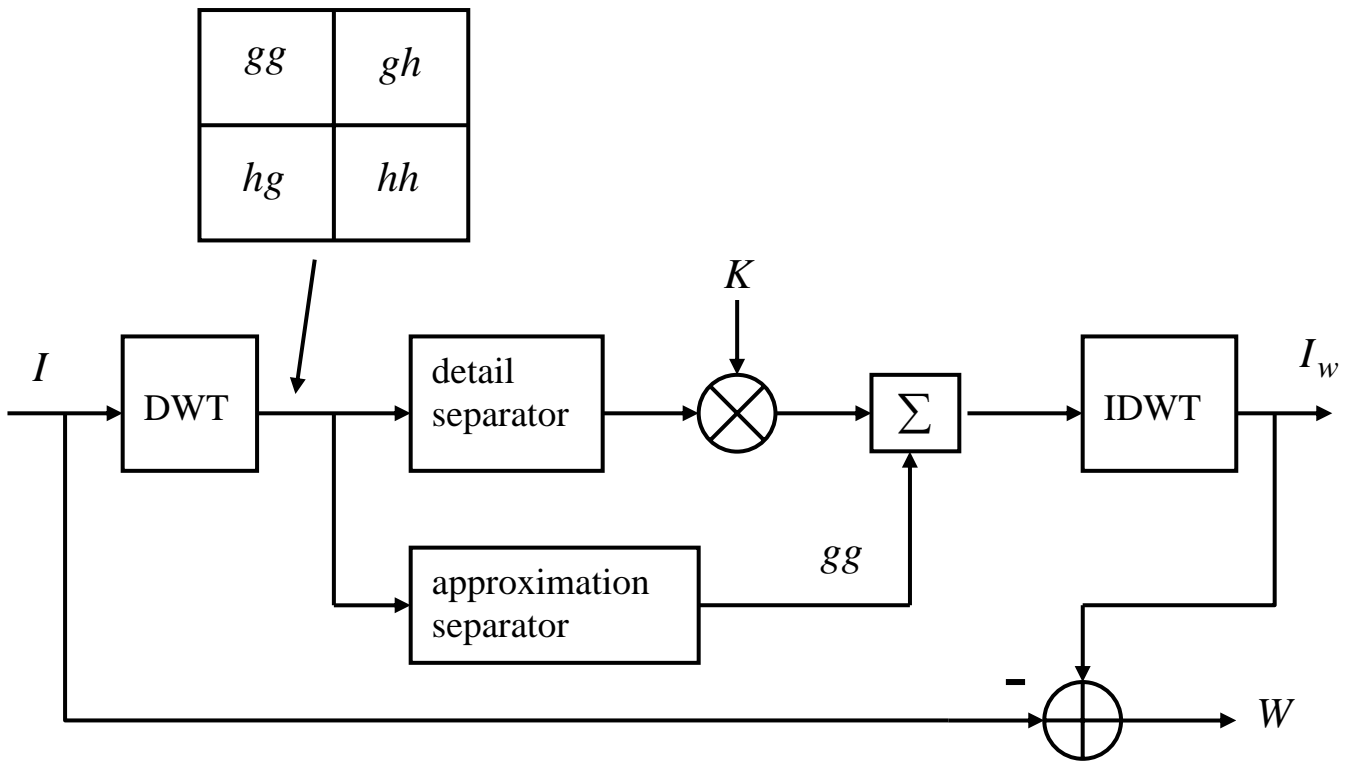 gg gh
hg hh
K
I
DWT
detail
separator
∑
IDWT
I_w
gg
approximation
separator
-
W